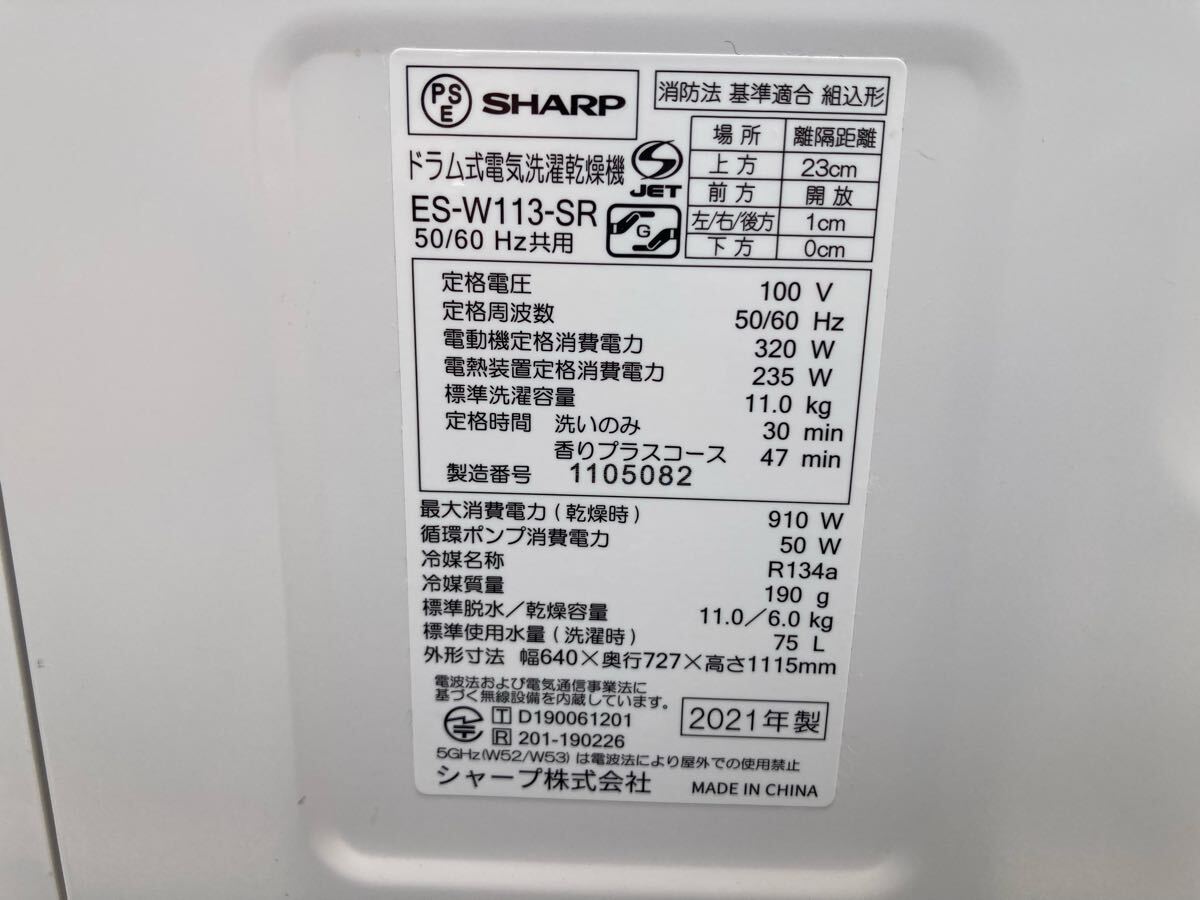 PSE SHARP
消防法 基準適合 組込形
ドラム式電気洗濯乾燥機
JET
ES-W113-SR
G
50/60 Hz共用
場所 離隔距離
上方 23cm
前方 開放
左/右/後方 1cm
下方 0cm
定格電圧 100 V
定格周波数 50/60 Hz
電動機定格消費電力 320 W
電熱装置定格消費電力 235 W
標準洗濯容量 11.0 kg
定格時間 洗いのみ 30 min
香りプラスコース 47 min
製造番号 1105082
最大消費電力(乾燥時) 910 W
循環ポンプ消費電力 50 W
冷媒名称 R134a
冷媒質量 190 g
標準脱水/乾燥容量 11.0/6.0 kg
標準使用水量(洗濯時) 75 L
外形寸法 幅640×奥行727×高さ1115mm
電波法および電気通信事業法に
基づく無線設備を内蔵しています。
T D190061201
R 201-190226
2021年製
5GHz(W52/W53)は電波法により屋外での使用禁止
シャープ株式会社 MADE IN CHINA